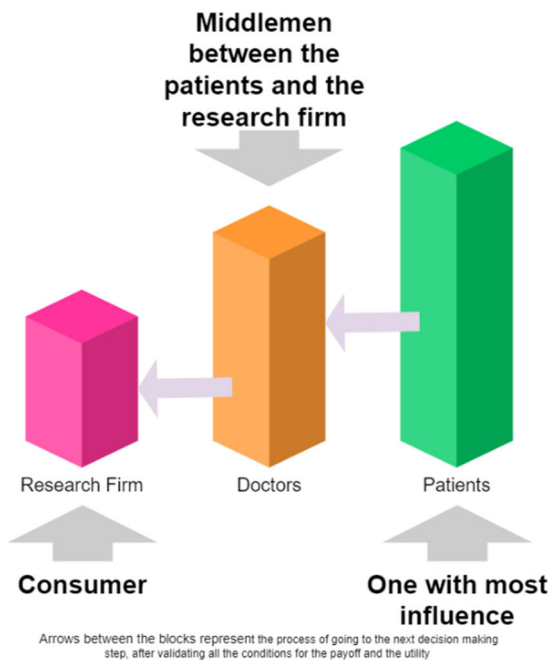 Middlemen
between the
patients and the
research firm
Research Firm
Doctors
Patients
Consumer
One with most
influence
Arrows between the blocks represent the process of going to the next decision making
step, after validating all the conditions for the payoff and the utility